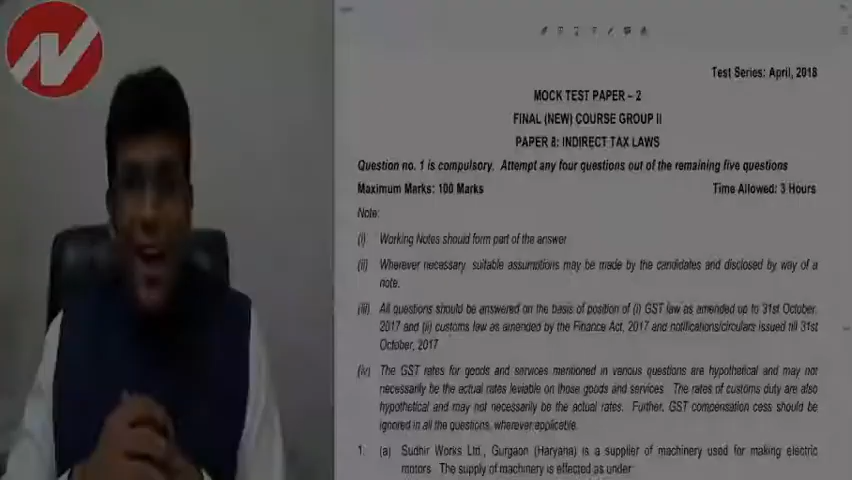 Test Series: April, 2018
MOCK TEST PAPER – 2
FINAL (NEW) COURSE GROUP II
PAPER 8: INDIRECT TAX LAWS
Question no. 1 is compulsory. Attempt any four questions out of the remaining five questions
Maximum Marks: 100 Marks Time Allowed: 3 Hours
Note:
(i) Working Notes should form part of the answer
(ii) Wherever necessary suitable assumptions may be made by the candidates and disclosed by way of a
note.
(iii) All questions should be answered on the basis of position of (i) GST law as amended up to 31st October,
2017 and (ii) customs law as amended by the Finance Act, 2017 and notifications/circulars issued till 31st
October, 2017
(iv) The GST rates for goods and services mentioned in various questions are hypothetical and may not
necessarily be the actual rates leviable on those goods and services. The rates of customs duty are also
hypothetical and may not necessarily be the actual rates. Further, GST compensation cess should be
ignored in all the questions, wherever applicable.
1. (a) Sudhir Works Ltd., Gurgaon (Haryana) is a supplier of machinery used for making electric
motors. The supply of machinery is effected as under: